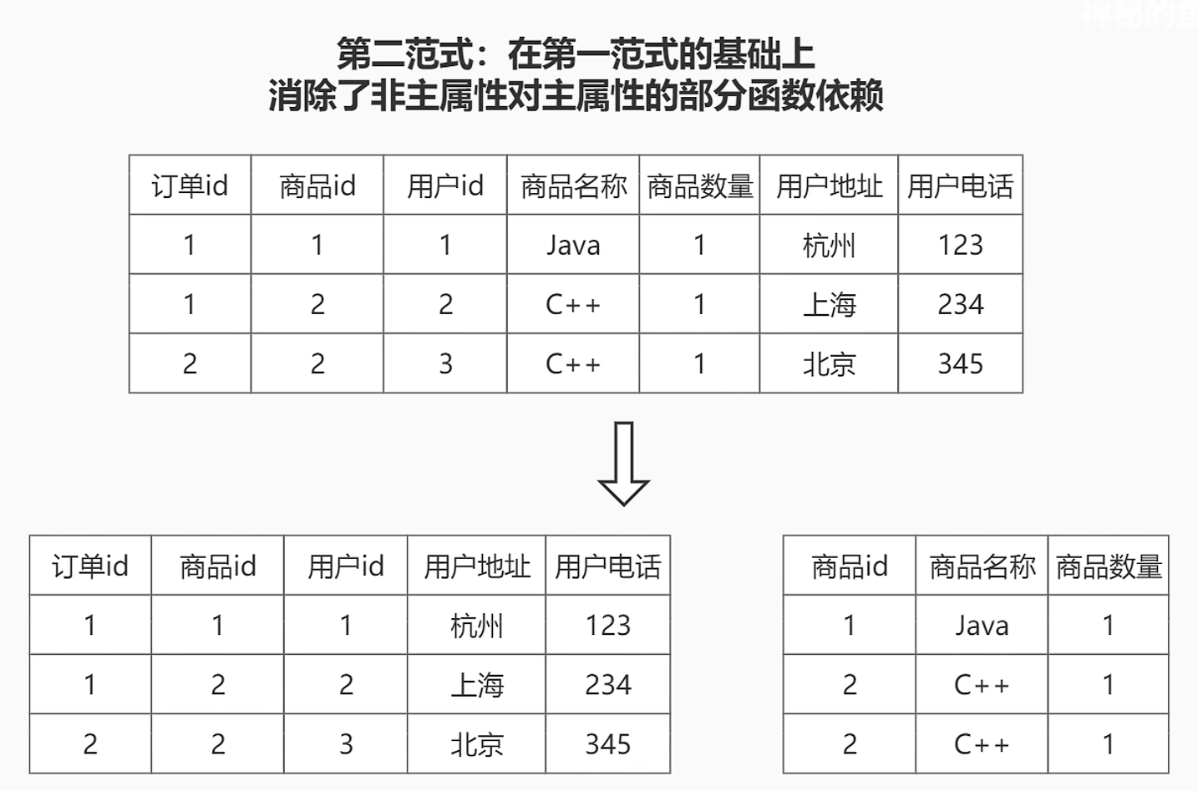 神秘的
第二范式：在第一范式的基础上
消除了非主属性对主属性的部分函数依赖
订单id 商品id 用户id 商品名称 商品数量 用户地址 用户电话
1 1 1 Java 1 杭州 123
1 2 2 C++ 1 上海 234
2 2 3 C++ 1 北京 345
订单id 商品id 用户id 用户地址 用户电话
1 1 1 杭州 123
1 2 2 上海 234
2 2 3 北京 345
商品id 商品名称 商品数量
1 Java 1
2 C++ 1
2 C++ 1